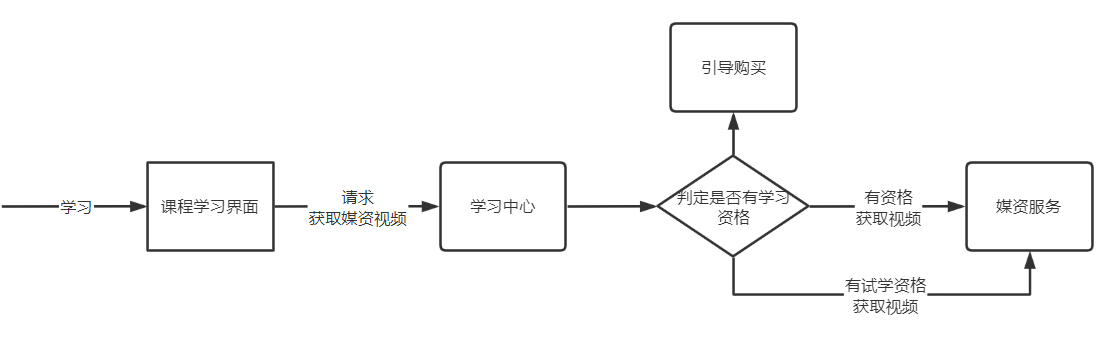 引导购买
学习
课程学习界面
请求
获取媒资视频
学习中心
判定是否有学习
资格
有资格
获取视频
媒资服务
有试学资格
获取视频